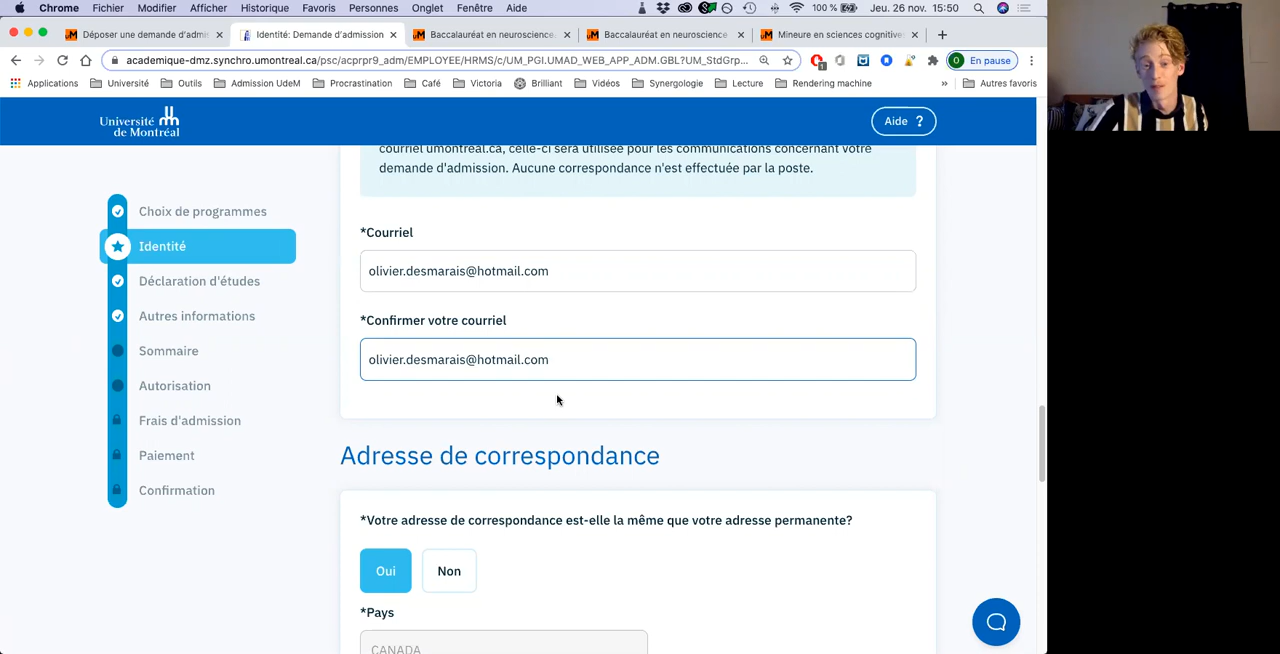 Chrome Fichier Modifier Afficher Historique Favoris Personnes Onglet Fenêtre Aide 100 % Jeu. 26 nov. 15:50
Déposer une demande d'admis Identité: Demande d'admission Baccalauréat en neuroscience Baccalauréat en neuroscience Mineure en sciences cognitives
academique-dmz.synchro.umontreal.ca/psc/acprpr9_adm/EMPLOYEE/HRMS/c/UM_PGI.UMAD_WEB_APP_ADM.GBL?UM_StdGrp... O En pause
Applications Université Outils Admission UdeM Procrastination Café Victoria Brilliant Vidéos Synergologie Lecture Rendering machine » Autres favoris
Université
de Montréal
Aide ?
courriel umontreal.ca, celle-ci sera utilisée pour les communications concernant votre
demande d'admission. Aucune correspondance n'est effectuée par la poste.
Choix de programmes
Identité
Déclaration d'études
Autres informations
Sommaire
Autorisation
Frais d'admission
Paiement
Confirmation
*Courriel
olivier.desmarais@hotmail.com
*Confirmer votre courriel
olivier.desmarais@hotmail.com
Adresse de correspondance
*Votre adresse de correspondance est-elle la même que votre adresse permanente?
Oui Non
*Pays
CANADA